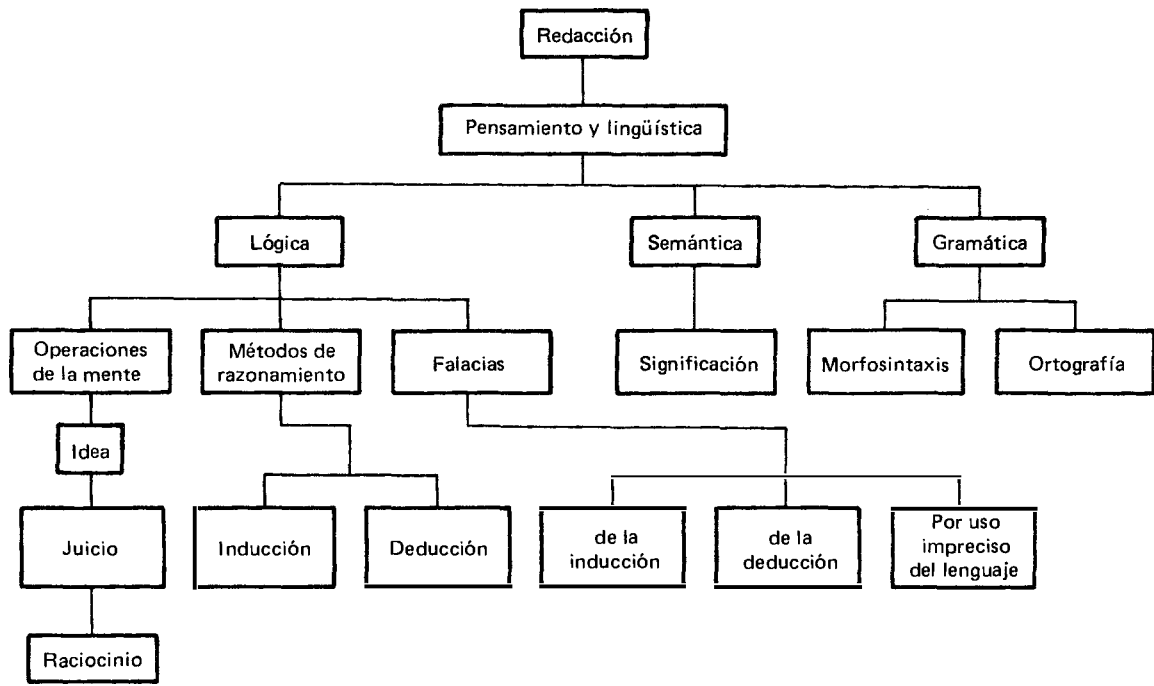 Redacción
Pensamiento y lingüística
Lógica
Semántica
Gramática
Operaciones
de la mente
Métodos de
razonamiento
Falacias
Significación
Morfosintaxis
Ortografía
Idea
Juicio
Inducción
Deducción
de la
inducción
de la
deducción
Por uso
impreciso
del lenguaje
Raciocinio